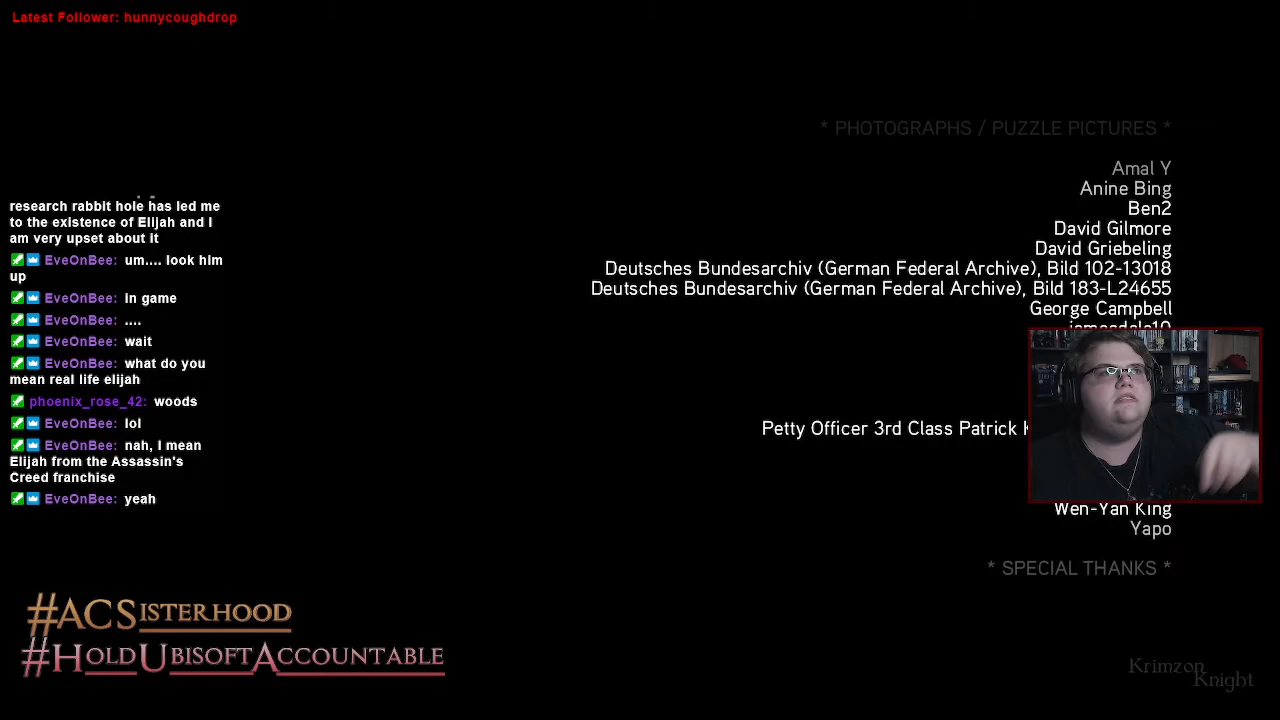 Latest Follower: hunnycoughdrop
* PHOTOGRAPHS / PUZZLE PICTURES *
Amal Y
Anine Bing
Ben2
David Gilmore
David Griebeling
Deutsches Bundesarchiv (German Federal Archive), Bild 102-13018
Deutsches Bundesarchiv (German Federal Archive), Bild 183-L24655
George Campbell
Petty Officer 3rd Class Patrick
Wen-Yan King
Yapo
* SPECIAL THANKS *
research rabbit hole has led me
to the existence of Elijah and I
am very upset about it
EveOnBee: um.... look him
up
EveOnBee: in game
EveOnBee: ....
EveOnBee: wait
EveOnBee: what do you
mean real life elijah
phoenix_rose_42: woods
EveOnBee: lol
EveOnBee: nah, I mean
Elijah from the Assassin's
Creed franchise
EveOnBee: yeah
#ACSISTERHOOD
#HOLDUBISOFTACCOUNTABLE
Krimzon
Knight